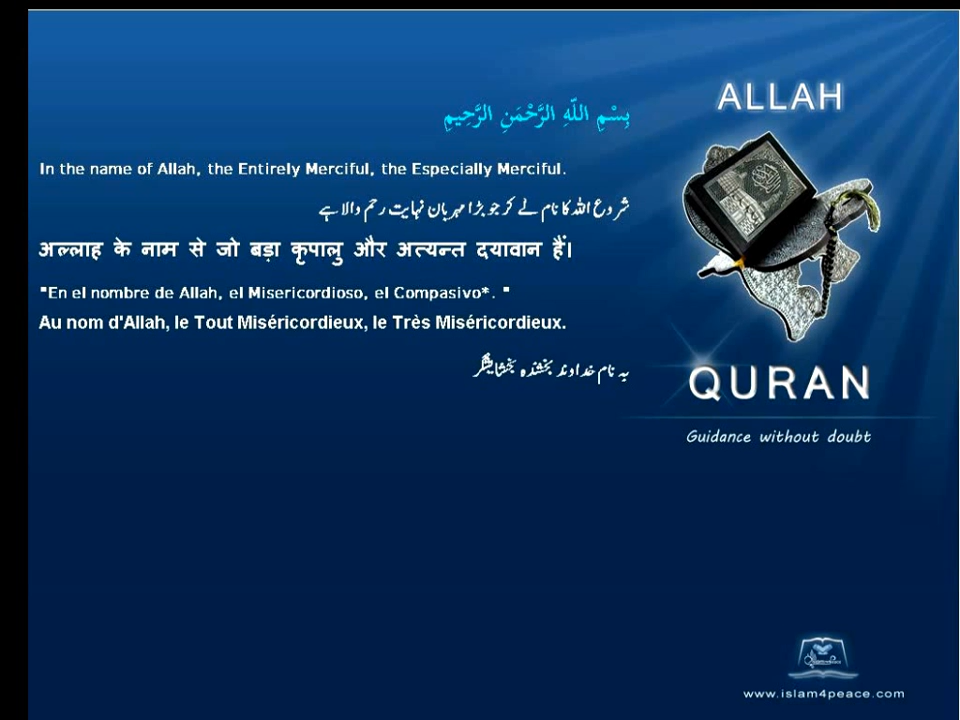 بِسْمِ اللّهِ الرَّحْمَنِ الرَّحِيمِ
In the name of Allah, the Entirely Merciful, the Especially Merciful.
شروع الله کا نام لے کر جو بڑا مہربان نہایت رحم والا ہے
अल्लाह के नाम से जो बड़ा कृपालु और अत्यन्त दयावान हैं।
"En el nombre de Allah, el Misericordioso, el Compasivo*. "
Au nom d'Allah, le Tout Miséricordieux, le Très Miséricordieux.
به نام خداوند بخشنده بخشایشگر
ALLAH
QURAN
Guidance without doubt
www.islam4peace.com